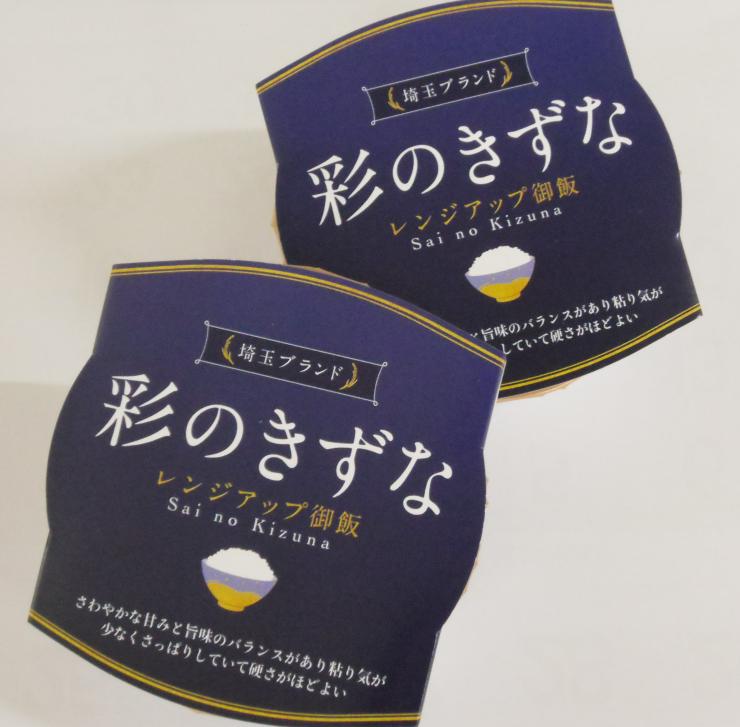 埼玉ブランド
彩のきずな
レンジアップ御飯
Sai no Kizuna
と旨味のバランスがあり粘り気が
していて硬さがほどよい
埼玉ブランド
彩のきずな
レンジアップ御飯
Sai no Kizuna
さわやかな甘みと旨味のバランスがあり粘り気が
少なくさっぱりしていて硬さがほどよい